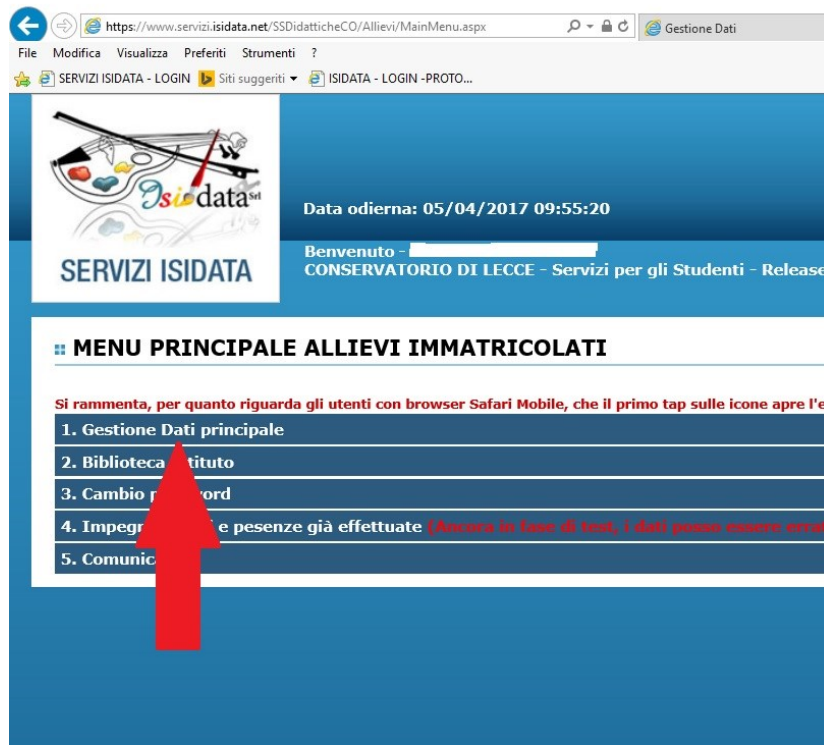 https://www.servizi.isidata.net/SSDidatticheCO/Allievi/MainMenu.aspx
Gestione Dati
File Modifica Visualizza Preferiti Strumenti ?
SERVIZI ISIDATA - LOGIN Siti suggeriti ISIDATA - LOGIN -PROTO...
Isidata Srl
SERVIZI ISIDATA
Data odierna: 05/04/2017 09:55:20
Benvenuto -
CONSERVATORIO DI LECCE - Servizi per gli Studenti - Release
MENU PRINCIPALE ALLIEVI IMMATRICOLATI
Si rammenta, per quanto riguarda gli utenti con browser Safari Mobile, che il primo tap sulle icone apre l'e
1. Gestione Dati principale
2. Biblioteca tituto
3. Cambio p ord
4. Impegn i e pesenze già effettuate (Ancora in fase di test, i dati posso essere erra
5. Comunic